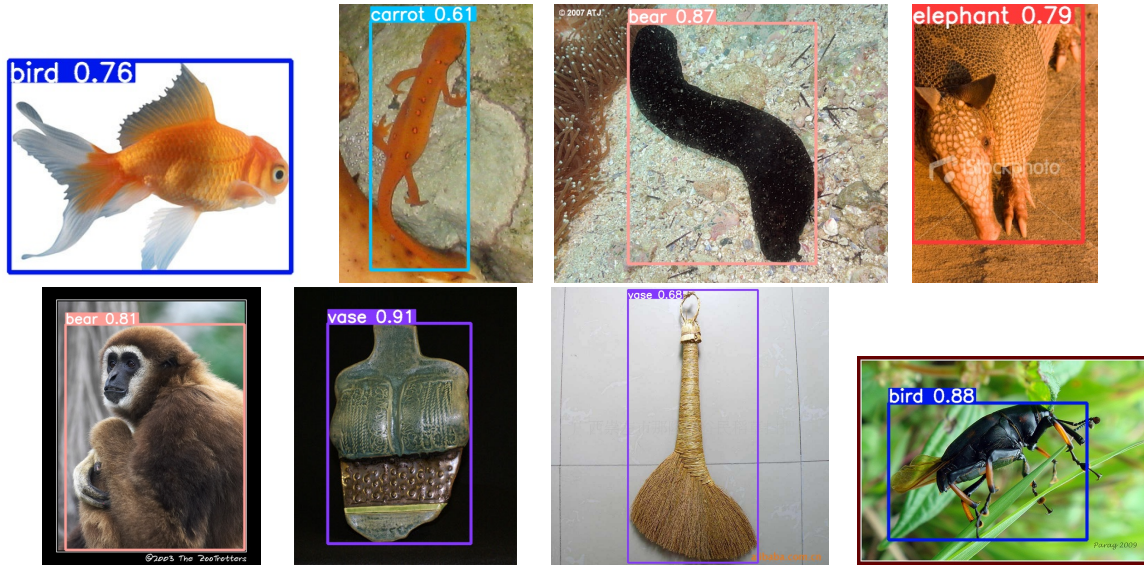 bird 0.76
carrot 0.61
© 2007 ATJ
bear 0.87
elephant 0.79
iStockphoto
bear 0.81
©2003 The ZooTrotters
vase 0.91
vase 0.68
bird 0.88
Parag 2009